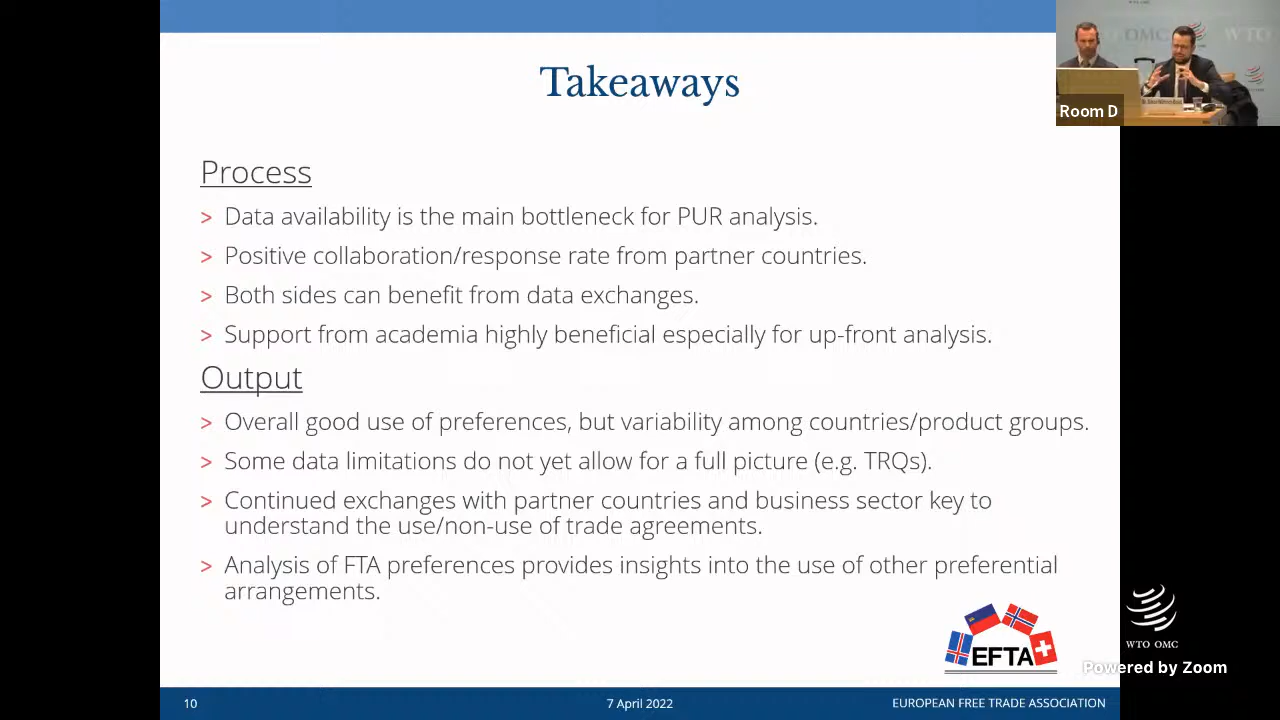 Takeaways
WTO OMC
WTO
Room D
Process
> Data availability is the main bottleneck for PUR analysis.
> Positive collaboration/response rate from partner countries.
> Both sides can benefit from data exchanges.
> Support from academia highly beneficial especially for up-front analysis.
Output
> Overall good use of preferences, but variability among countries/product groups.
> Some data limitations do not yet allow for a full picture (e.g. TRQs).
> Continued exchanges with partner countries and business sector key to
understand the use/non-use of trade agreements.
> Analysis of FTA preferences provides insights into the use of other preferential
arrangements.
EFTA
WTO OMC
Powered by Zoom
10
7 April 2022
EUROPEAN FREE TRADE ASSOCIATION